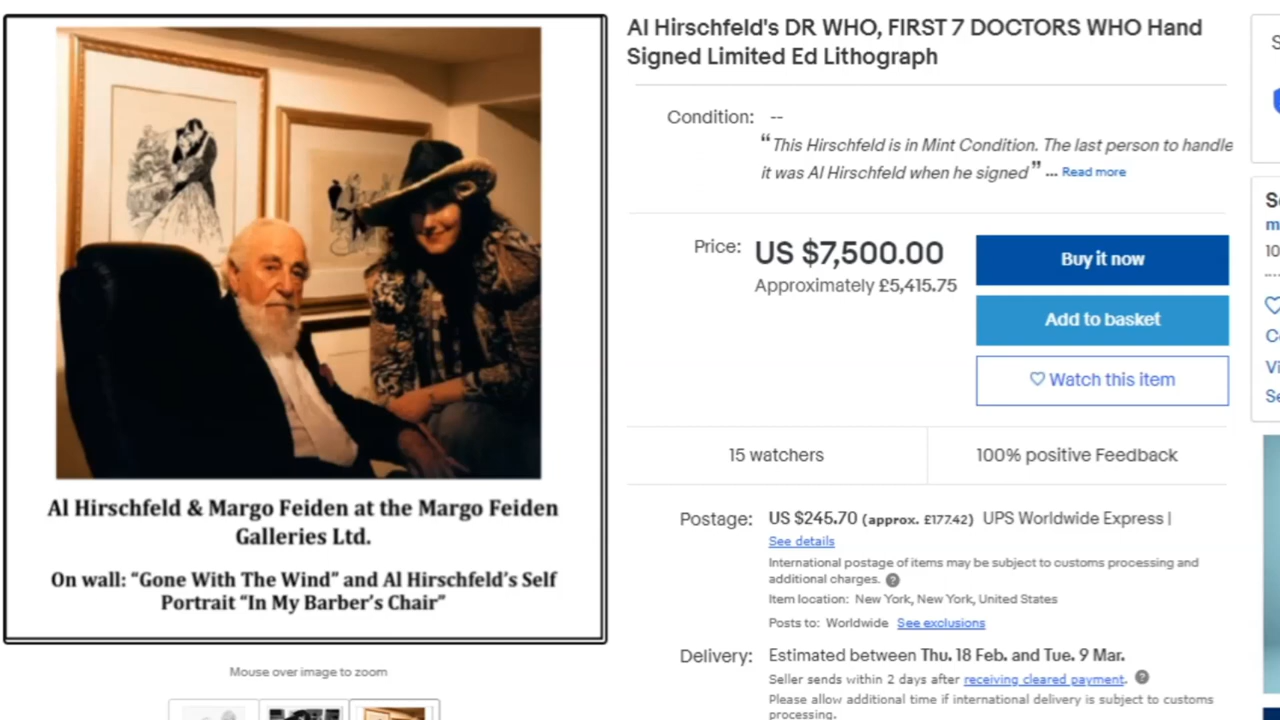 Al Hirschfeld's DR WHO, FIRST 7 DOCTORS WHO Hand
Signed Limited Ed Lithograph
Condition: --
“This Hirschfeld is in Mint Condition. The last person to handle
it was Al Hirschfeld when he signed” ... Read more
Price: US $7,500.00
Approximately £5,415.75
Buy it now
Add to basket
Watch this item
15 watchers
100% positive Feedback
Postage: US $245.70 (approx. £177.42) UPS Worldwide Express |
See details
International postage of items may be subject to customs processing and
additional charges. ?
Item location: New York, New York, United States
Posts to: Worldwide See exclusions
Delivery: Estimated between Thu. 18 Feb. and Tue. 9 Mar.
Seller sends within 2 days after receiving cleared payment. ?
Please allow additional time if international delivery is subject to customs
processing.
Al Hirschfeld & Margo Feiden at the Margo Feiden
Galleries Ltd.
On wall: “Gone With The Wind” and Al Hirschfeld’s Self
Portrait “In My Barber’s Chair”
Mouse over image to zoom